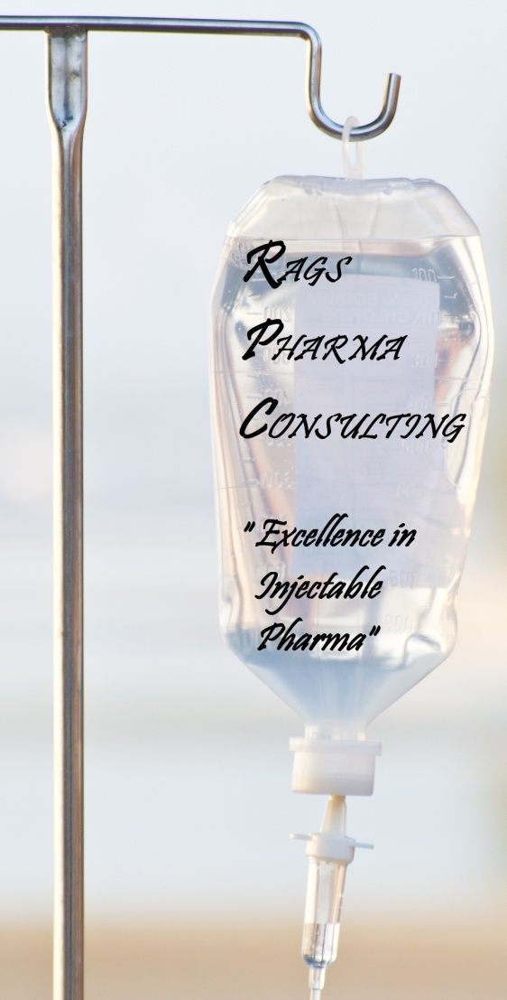 RAGS
PHARMA
CONSULTING
"Excellence in
Injectable
Pharma"